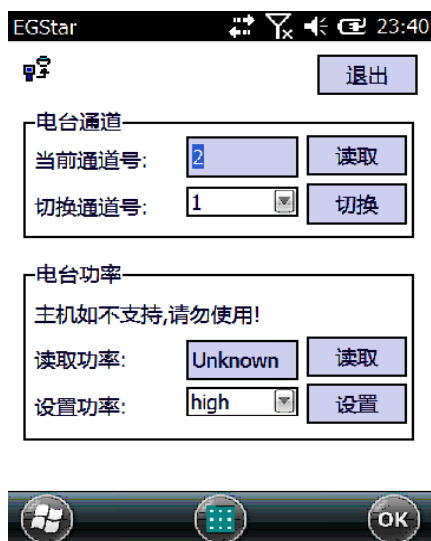 EGStar 23:40
退出
电台通道
当前通道号: 2 读取
切换通道号: 1 切换
电台功率
主机如不支持,请勿使用!
读取功率: Unknown 读取
设置功率: high 设置
OK